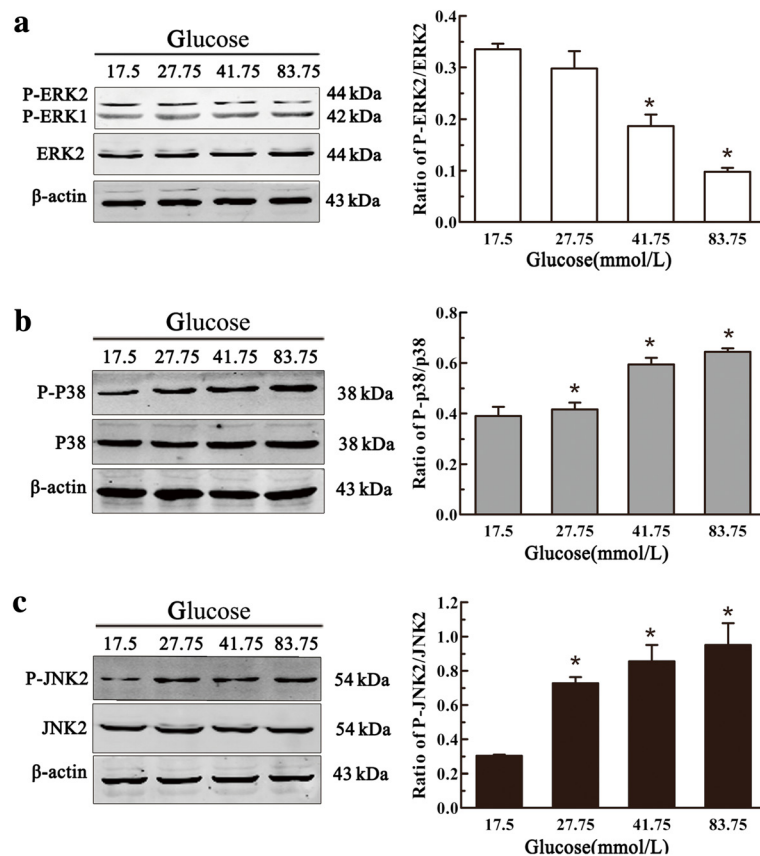 a
Glucose
17.5 27.75 41.75 83.75
P-ERK2 44 kDa
P-ERK1 42 kDa
ERK2 44 kDa
β-actin 43 kDa
Ratio of P-ERK2/ERK2
0.4
0.3
0.2
0.1
0.0
* *
17.5 27.75 41.75 83.75
Glucose(mmol/L)
b
Glucose
17.5 27.75 41.75 83.75
P-P38 38 kDa
P38 38 kDa
β-actin 43 kDa
Ratio of P-p38/p38
0.8
0.6
0.4
0.2
0.0
* * *
17.5 27.75 41.75 83.75
Glucose(mmol/L)
c
Glucose
17.5 27.75 41.75 83.75
P-JNK2 54 kDa
JNK2 54 kDa
β-actin 43 kDa
Ratio of P-JNK2/JNK2
1.2
1.0
0.8
0.6
0.4
0.2
0.0
* * *
17.5 27.75 41.75 83.75
Glucose(mmol/L)